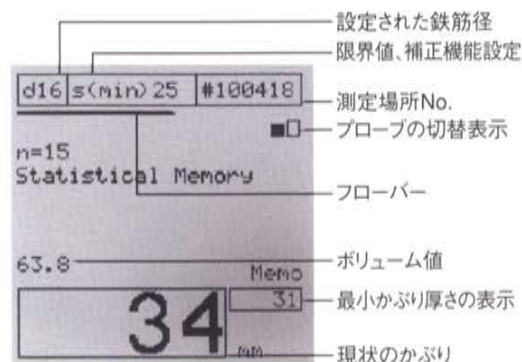 設定された鉄筋径
限界値、補正機能設定
d16 s(min)25 #100418
測定場所No.
プローブの切替表示
n=15
Statistical Memory
フローバー
63.8
ボリューム値
Memo
31
最小かぶり厚さの表示
34 mm
現状のかぶり